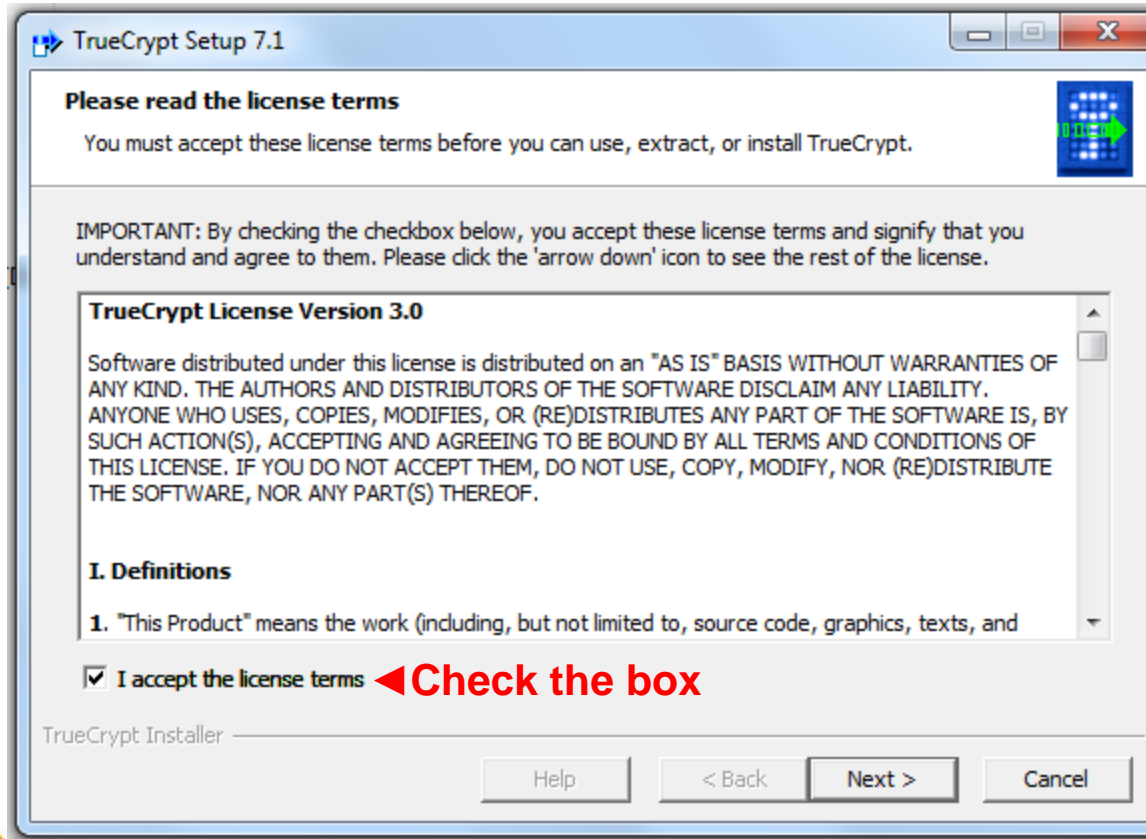 TrueCrypt Setup 7.1
Please read the license terms
You must accept these license terms before you can use, extract, or install TrueCrypt.
IMPORTANT: By checking the checkbox below, you accept these license terms and signify that you
understand and agree to them. Please click the 'arrow down' icon to see the rest of the license.
TrueCrypt License Version 3.0
Software distributed under this license is distributed on an "AS IS" BASIS WITHOUT WARRANTIES OF
ANY KIND. THE AUTHORS AND DISTRIBUTORS OF THE SOFTWARE DISCLAIM ANY LIABILITY.
ANYONE WHO USES, COPIES, MODIFIES, OR (RE)DISTRIBUTES ANY PART OF THE SOFTWARE IS, BY
SUCH ACTION(S), ACCEPTING AND AGREEING TO BE BOUND BY ALL TERMS AND CONDITIONS OF
THIS LICENSE. IF YOU DO NOT ACCEPT THEM, DO NOT USE, COPY, MODIFY, NOR (RE)DISTRIBUTE
THE SOFTWARE, NOR ANY PART(S) THEREOF.
I. Definitions
1. "This Product" means the work (including, but not limited to, source code, graphics, texts, and
I accept the license terms ◄Check the box
TrueCrypt Installer
Help < Back Next > Cancel